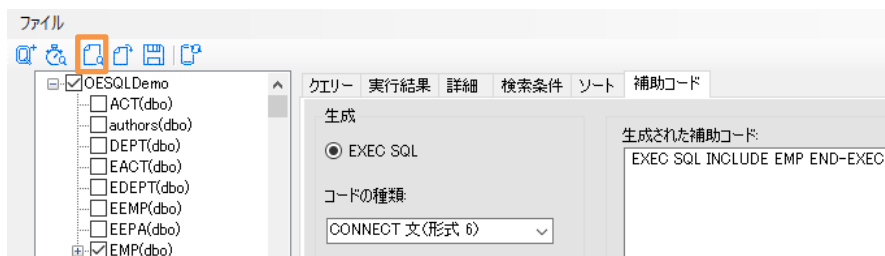 ファイル
OESQLDemo
ACT(dbo)
authors(dbo)
DEPT(dbo)
EACT(dbo)
EDEPT(dbo)
EEMP(dbo)
EEPA(dbo)
EMP(dbo)
クエリー 実行結果 詳細 検索条件 ソート 補助コード
生成
EXEC SQL
コードの種類:
CONNECT 文(形式 6)
生成された補助コード:
EXEC SQL INCLUDE EMP END-EXEC